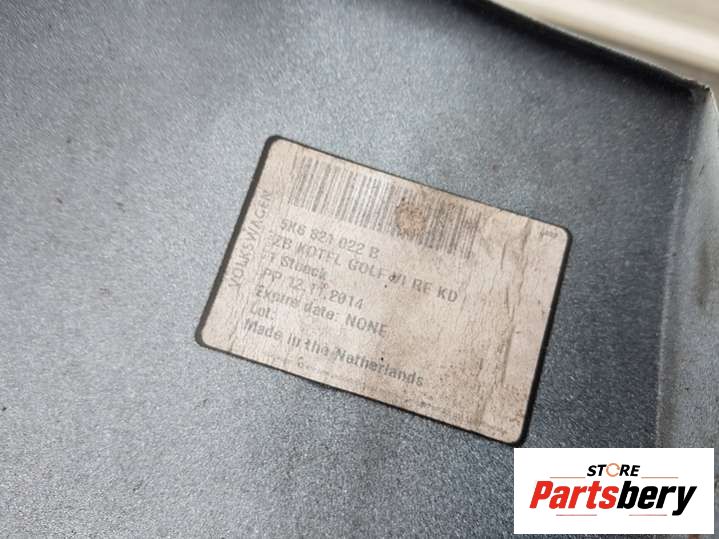 VOLKSWAGEN
5K6 821 022 B
ZB KOTFL GOLF VI RE KD
1 Stueck
PP 12.11.2014
Expire date: NONE
Lot:
Made in the Netherlands
STORE
Partsbery